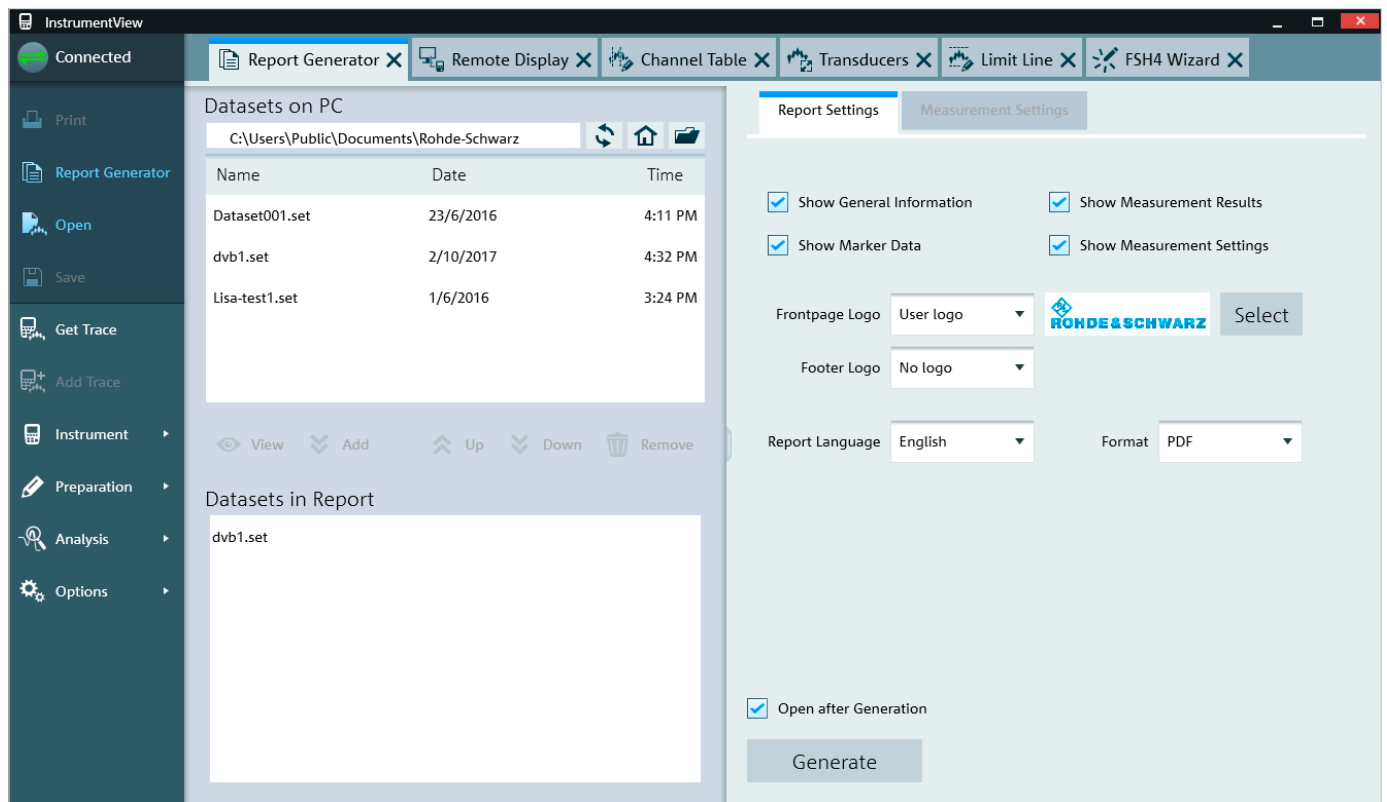 InstrumentView
Connected
Report Generator
Remote Display
Channel Table
Transducers
Limit Line
FSH4 Wizard
Print
Report Generator
Open
Save
Get Trace
Add Trace
Instrument
Preparation
Analysis
Options
Datasets on PC
C:\Users\Public\Documents\Rohde-Schwarz
Name Date Time
Dataset001.set 23/6/2016 4:11 PM
dvb1.set 2/10/2017 4:32 PM
Lisa-test1.set 1/6/2016 3:24 PM
View Add Up Down Remove
Datasets in Report
dvb1.set
Report Settings Measurement Settings
Show General Information Show Measurement Results
Show Marker Data Show Measurement Settings
Frontpage Logo User logo ROHDE&SCHWARZ Select
Footer Logo No logo
Report Language English Format PDF
Open after Generation
Generate